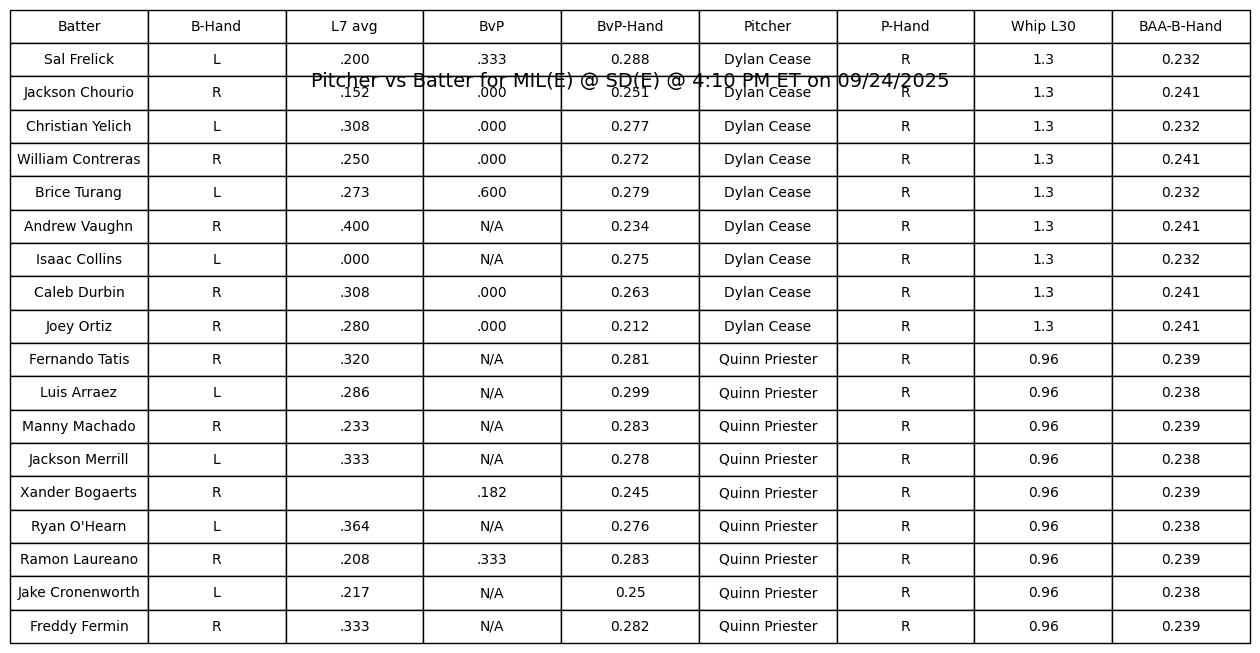 Batter B-Hand L7 avg BvP BvP-Hand Pitcher P-Hand Whip L30 BAA-B-Hand
Sal Frelick L .200 .333 0.288 Dylan Cease R 1.3 0.232
Pitcher vs Batter for MIL(E) @ SD(E) @ 4:10 PM ET on 09/24/2025
Jackson Chourio R .152 .000 0.251 Dylan Cease R 1.3 0.241
Christian Yelich L .308 .000 0.277 Dylan Cease R 1.3 0.232
William Contreras R .250 .000 0.272 Dylan Cease R 1.3 0.241
Brice Turang L .273 .600 0.279 Dylan Cease R 1.3 0.232
Andrew Vaughn R .400 N/A 0.234 Dylan Cease R 1.3 0.241
Isaac Collins L .000 N/A 0.275 Dylan Cease R 1.3 0.232
Caleb Durbin R .308 .000 0.263 Dylan Cease R 1.3 0.241
Joey Ortiz R .280 .000 0.212 Dylan Cease R 1.3 0.241
Fernando Tatis R .320 N/A 0.281 Quinn Priester R 0.96 0.239
Luis Arraez L .286 N/A 0.299 Quinn Priester R 0.96 0.238
Manny Machado R .233 N/A 0.283 Quinn Priester R 0.96 0.239
Jackson Merrill L .333 N/A 0.278 Quinn Priester R 0.96 0.238
Xander Bogaerts R .182 0.245 Quinn Priester R 0.96 0.239
Ryan O'Hearn L .364 N/A 0.276 Quinn Priester R 0.96 0.238
Ramon Laureano R .208 .333 0.283 Quinn Priester R 0.96 0.239
Jake Cronenworth L .217 N/A 0.25 Quinn Priester R 0.96 0.238
Freddy Fermin R .333 N/A 0.282 Quinn Priester R 0.96 0.239